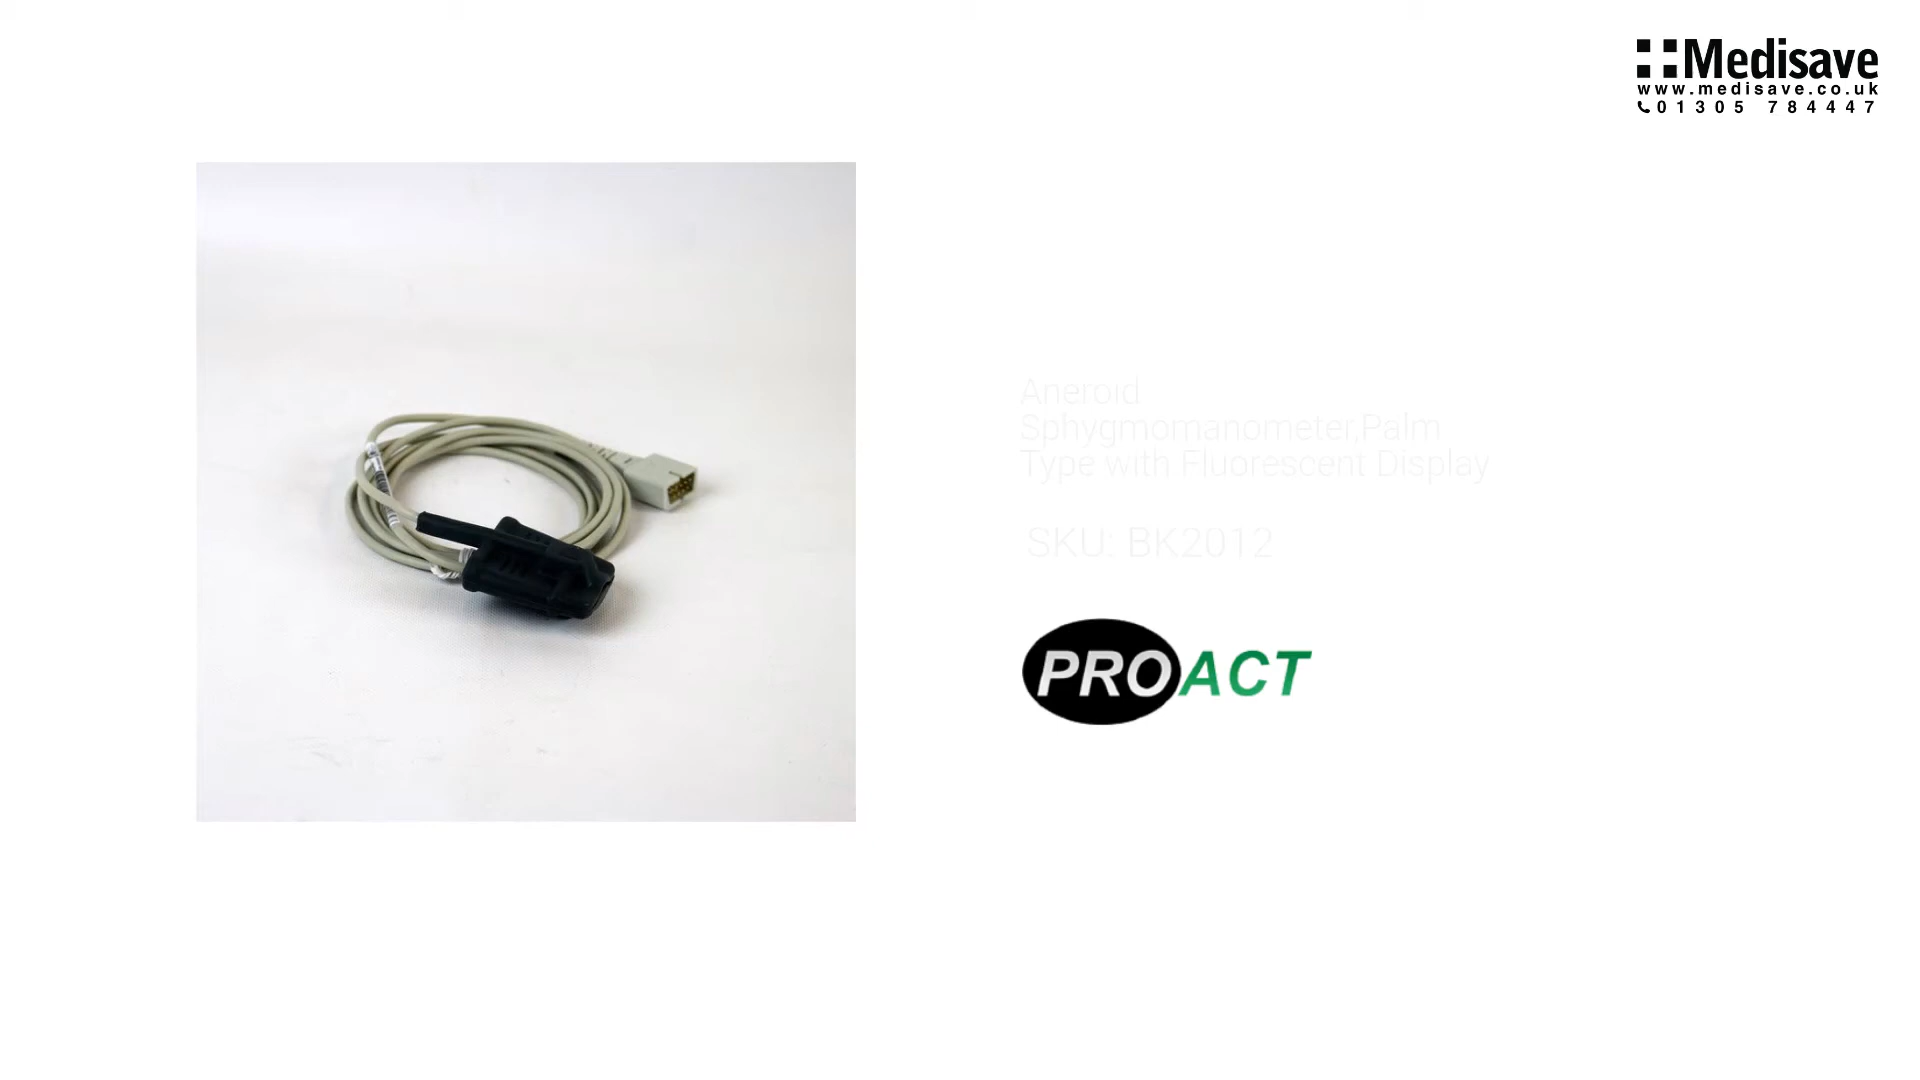 Medisave
www.medisave.co.uk
01305 784447
Aneroid
Sphygmomanometer,Palm
Type with Fluorescent Display
SKU: BK2012
PROACT